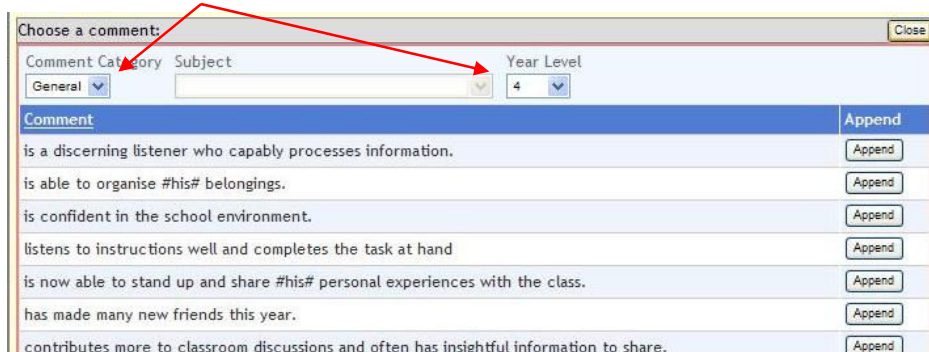 Choose a comment: Close
Comment Category Subject Year Level
General 4
Comment Append
is a discerning listener who capably processes information. Append
is able to organise #his# belongings. Append
is confident in the school environment. Append
listens to instructions well and completes the task at hand Append
is now able to stand up and share #his# personal experiences with the class. Append
has made many new friends this year. Append
contributes more to classroom discussions and often has insightful information to share. Append